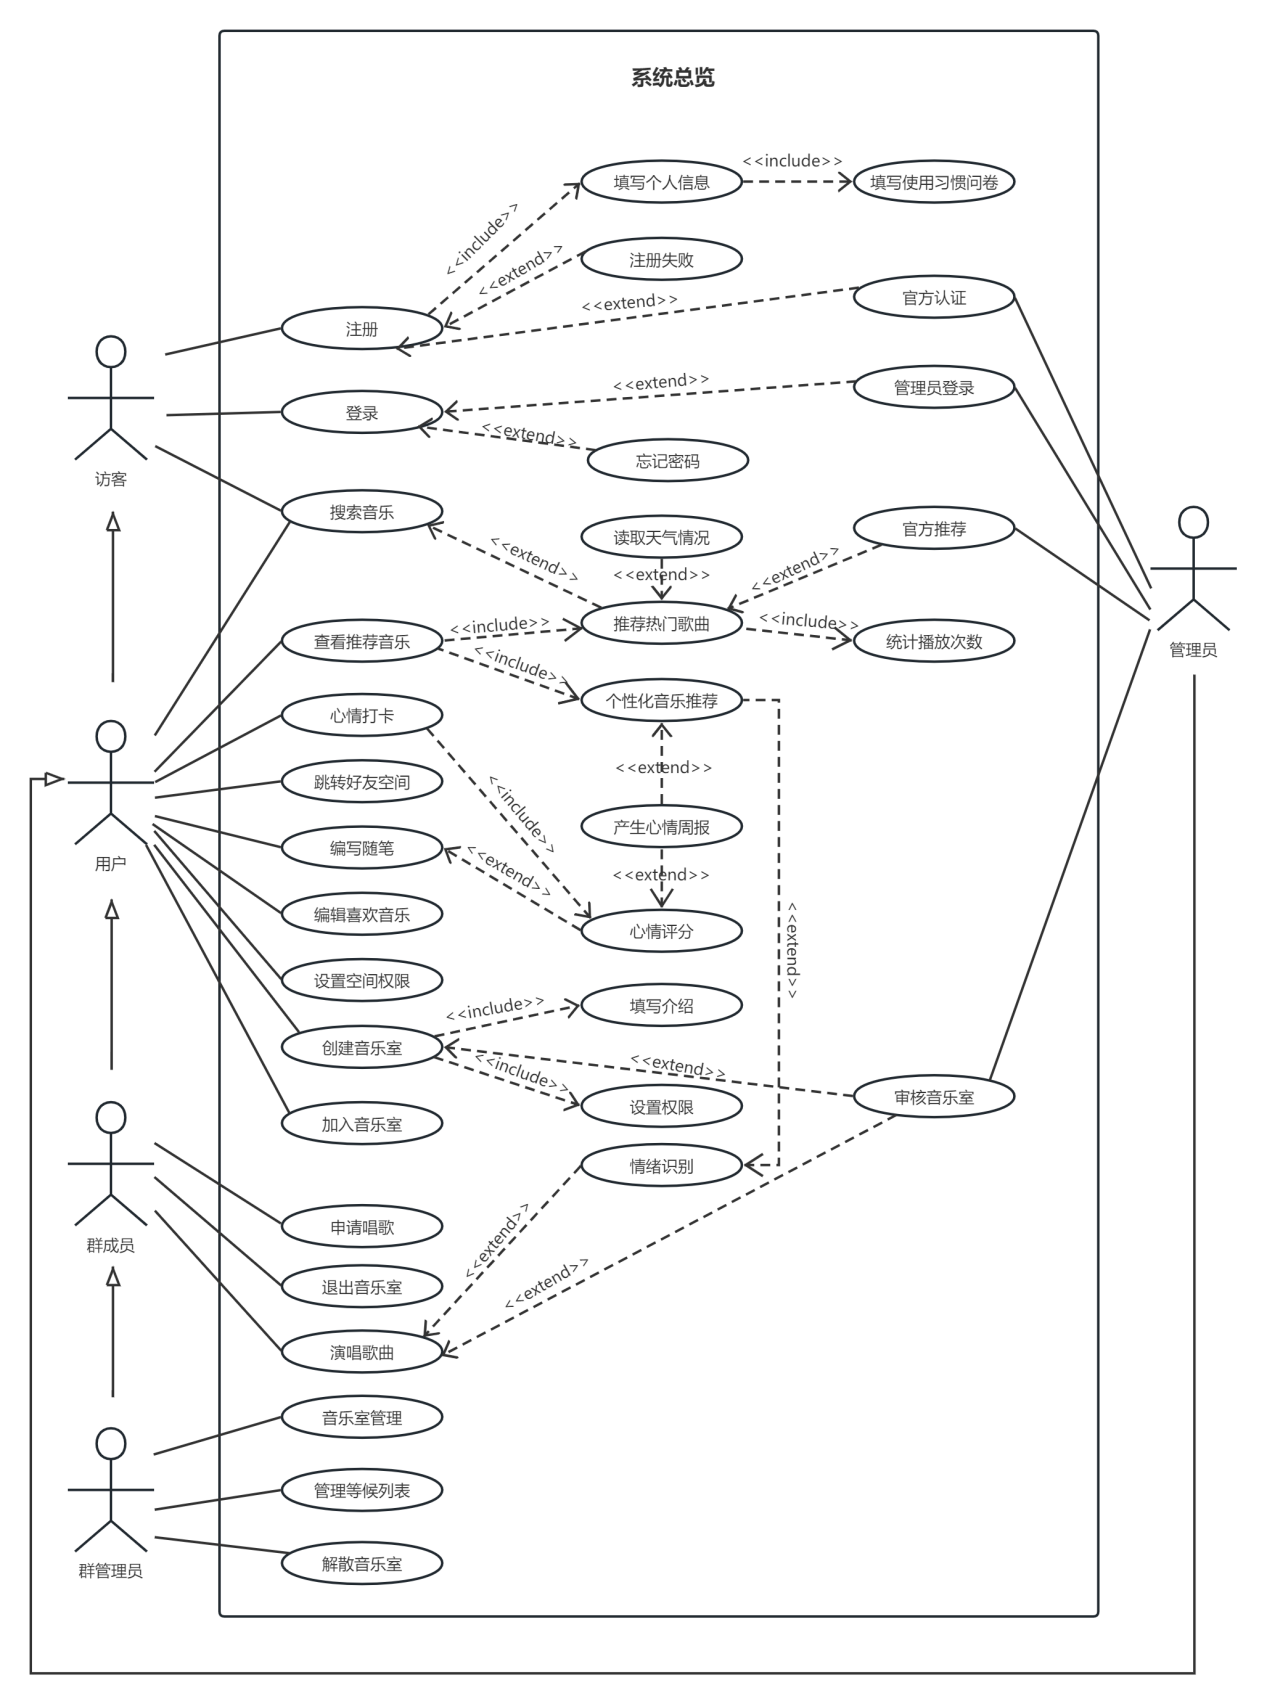 系统总览
<<include>>
填写个人信息
填写使用习惯问卷
<<include>>
<<extend>>
注册失败
<<extend>>
官方认证
注册
<<extend>>
管理员登录
登录
<<extend>>
忘记密码
访客
搜索音乐
<<extend>>
读取天气情况
官方推荐
<<extend>>
<<extend>>
<<include>>
推荐热门歌曲
<<include>>
查看推荐音乐
统计播放次数
管理员
<<include>>
个性化音乐推荐
心情打卡
<<extend>>
跳转好友空间
<<include>>
产生心情周报
编写随笔
用户
<<extend>>
<<extend>>
编辑喜欢音乐
心情评分
<<extend>>
设置空间权限
<<include>>
填写介绍
创建音乐室
<<include>>
<<extend>>
审核音乐室
设置权限
加入音乐室
情绪识别
申请唱歌
群成员
<<extend>>
<<extend>>
退出音乐室
演唱歌曲
音乐室管理
管理等候列表
解散音乐室
群管理员